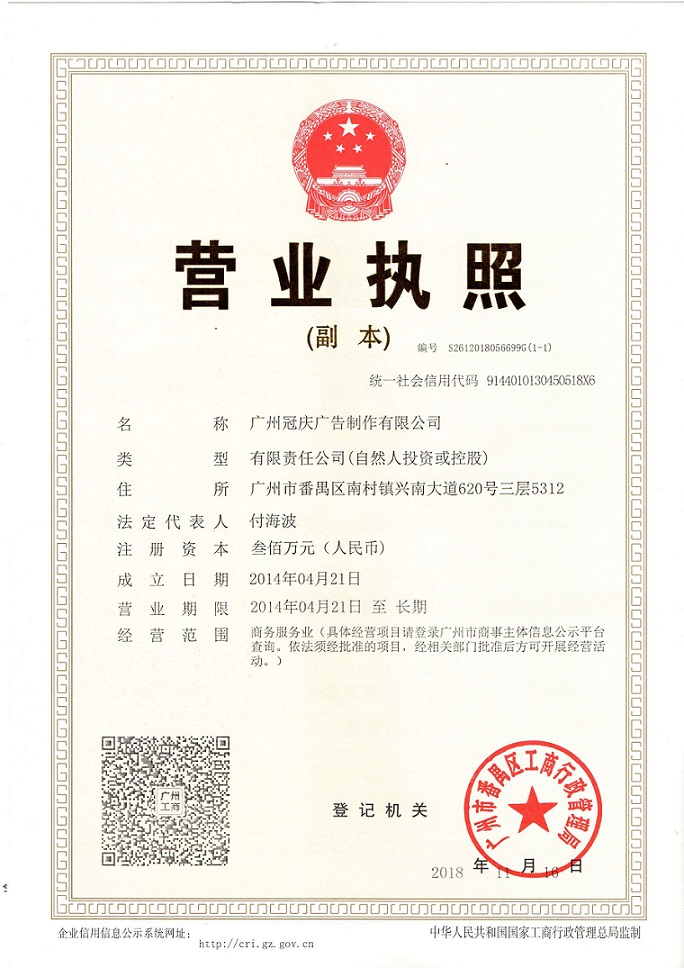 营业执照
(副 本)
编号 S2612018056699G(1-1)
统一社会信用代码 9144010130450518X6
名 称 广州冠庆广告制作有限公司
类 型 有限责任公司(自然人投资或控股)
住 所 广州市番禺区南村镇兴南大道620号三层5312
法定代表人 付海波
注册资本 叁佰万元（人民币）
成立日期 2014年04月21日
营业期限 2014年04月21日 至 长期
经营范围 商务服务业（具体经营项目请登录广州市商事主体信息公示平台
查询。依法须经批准的项目，经相关部门批准后方可开展经营活
动。）
广州
工商
登记机关
广州市番禺区工商行政管理局
2018 年 11 月 16 日
企业信用信息公示系统网址：
http://cri.gz.gov.cn
中华人民共和国国家工商行政管理总局监制